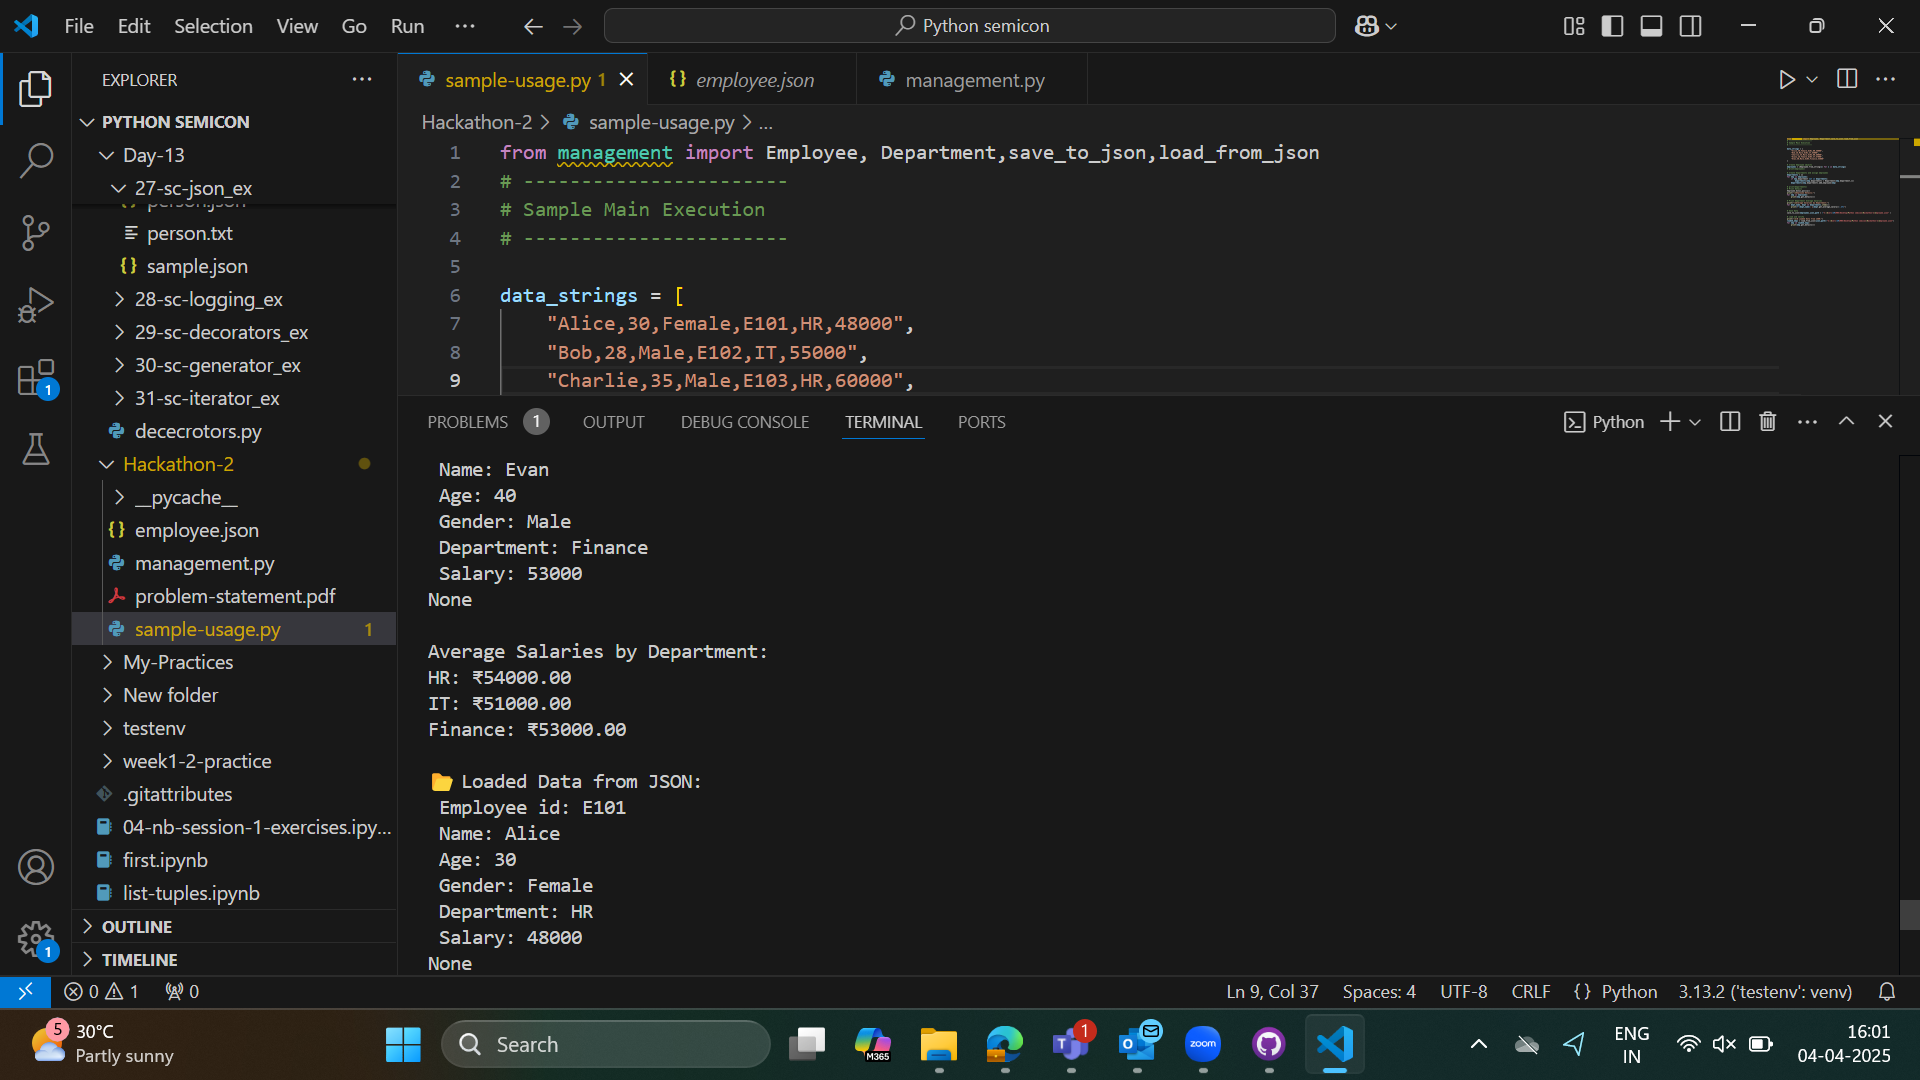 File Edit Selection View Go Run ···
Python semicon
EXPLORER
PYTHON SEMICON
Day-13
27-sc-json_ex
person.json
person.txt
sample.json
28-sc-logging_ex
29-sc-decorators_ex
30-sc-generator_ex
31-sc-iterator_ex
dececrotors.py
Hackathon-2
__pycache__
employee.json
management.py
problem-statement.pdf
sample-usage.py 1
My-Practices
New folder
testenv
week1-2-practice
.gitattributes
04-nb-session-1-exercises.ipy...
first.ipynb
list-tuples.ipynb
OUTLINE
TIMELINE
1
1
sample-usage.py 1
employee.json
management.py
Hackathon-2 > sample-usage.py > ...
1 from management import Employee, Department,save_to_json,load_from_json
2 # -----------------------
3 # Sample Main Execution
4 # -----------------------
5
6 data_strings = [
7 "Alice,30,Female,E101,HR,48000",
8 "Bob,28,Male,E102,IT,55000",
9 "Charlie,35,Male,E103,HR,60000",
PROBLEMS 1 OUTPUT DEBUG CONSOLE TERMINAL PORTS
Python
Name: Evan
Age: 40
Gender: Male
Department: Finance
Salary: 53000
None
Average Salaries by Department:
HR: ₹54000.00
IT: ₹51000.00
Finance: ₹53000.00
📂 Loaded Data from JSON:
Employee id: E101
Name: Alice
Age: 30
Gender: Female
Department: HR
Salary: 48000
None
0 1 0
Ln 9, Col 37 Spaces: 4 UTF-8 CRLF {} Python 3.13.2 ('testenv': venv)
5
30°C
Partly sunny
Search
M365
1
zoom
ENG
IN
16:01
04-04-2025